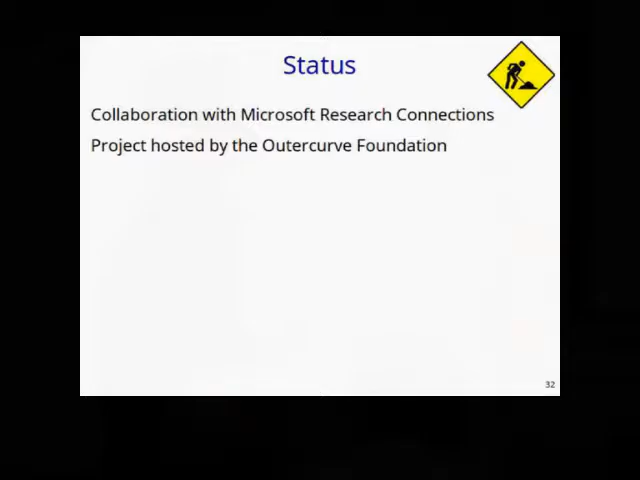 Status
Collaboration with Microsoft Research Connections
Project hosted by the Outercurve Foundation
32